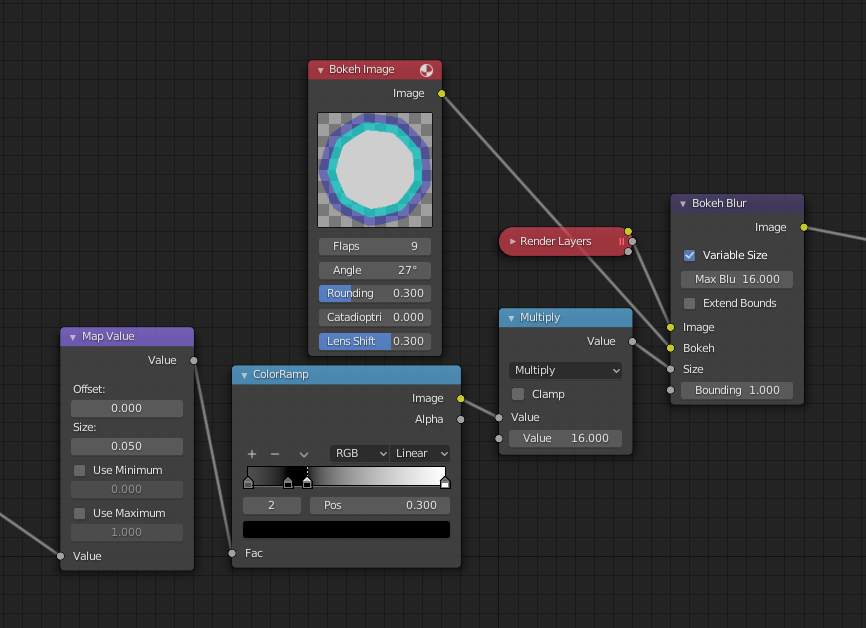 Bokeh Image
Image
Flaps 9
Angle 27°
Rounding 0.300
Catadioptri 0.000
Lens Shift 0.300
Render Layers
Bokeh Blur
Image
Variable Size
Max Blu 16.000
Extend Bounds
Image
Bokeh
Size
Bounding 1.000
Map Value
Value
Offset:
0.000
Size:
0.050
Use Minimum
0.000
Use Maximum
1.000
Value
ColorRamp
Image
Alpha
RGB Linear
2 Pos 0.300
Fac
Multiply
Value
Multiply
Clamp
Value
Value 16.000